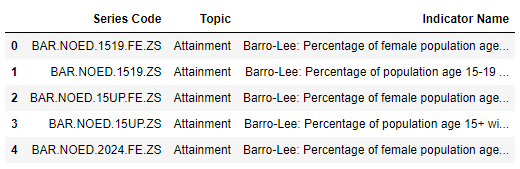 Series Code Topic Indicator Name
0 BAR.NOED.1519.FE.ZS Attainment Barro-Lee: Percentage of female population age...
1 BAR.NOED.1519.ZS Attainment Barro-Lee: Percentage of population age 15-19 ...
2 BAR.NOED.15UP.FE.ZS Attainment Barro-Lee: Percentage of female population age...
3 BAR.NOED.15UP.ZS Attainment Barro-Lee: Percentage of population age 15+ wi...
4 BAR.NOED.2024.FE.ZS Attainment Barro-Lee: Percentage of female population age...